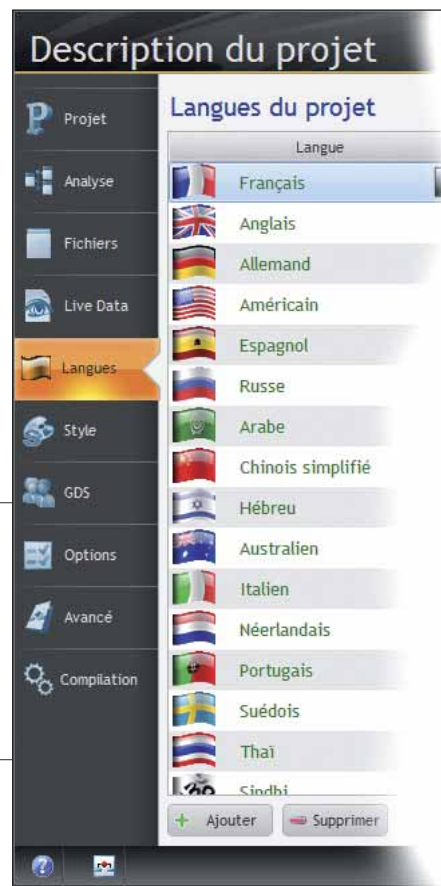 Description du projet
Projet
Analyse
Fichiers
Live Data
Langues
Style
GDS
Options
Avancé
Compilation
Langues du projet
Langue
Français
Anglais
Allemand
Américain
Espagnol
Russe
Arabe
Chinois simplifié
Hébreu
Australien
Italien
Néerlandais
Portugais
Suédois
Thaï
Sindhi
Ajouter
Supprimer